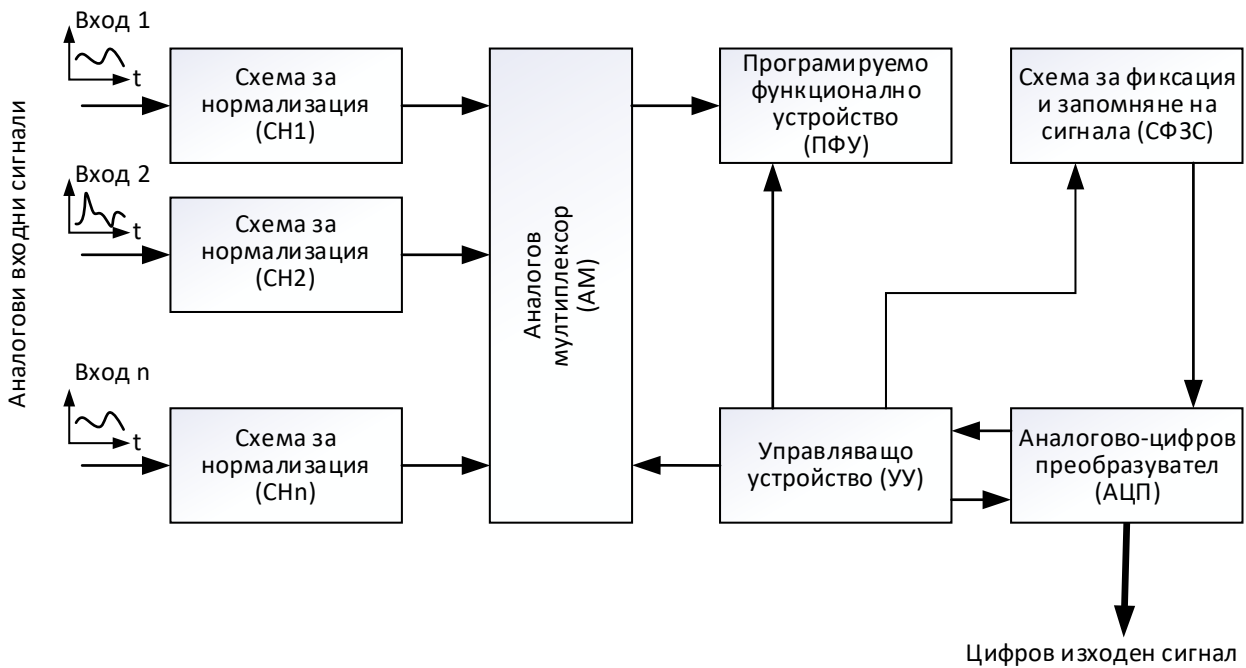 Аналогови входни сигнали
Вход 1
t
Схема за
нормализация
(СН1)
Вход 2
t
Схема за
нормализация
(СН2)
Вход n
t
Схема за
нормализация
(СНn)
Аналогов
мултиплексор
(АМ)
Програмируемо
функционално
устройство
(ПФУ)
Схема за фиксация
и запомняне на
сигнала (СФЗС)
Управляващо
устройство (УУ)
Аналогово-цифров
преобразувател
(АЦП)
Цифров изходен сигнал